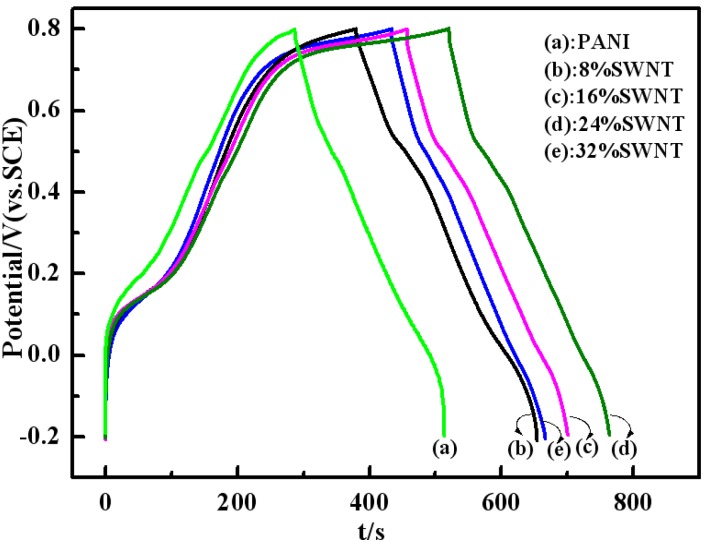 0.8
0.6
0.4
0.2
0.0
-0.2
Potential/V(vs.SCE)
(a):PANI
(b):8%SWNT
(c):16%SWNT
(d):24%SWNT
(e):32%SWNT
(a) (b) (e) (c) (d)
0 200 400 600 800
t/s